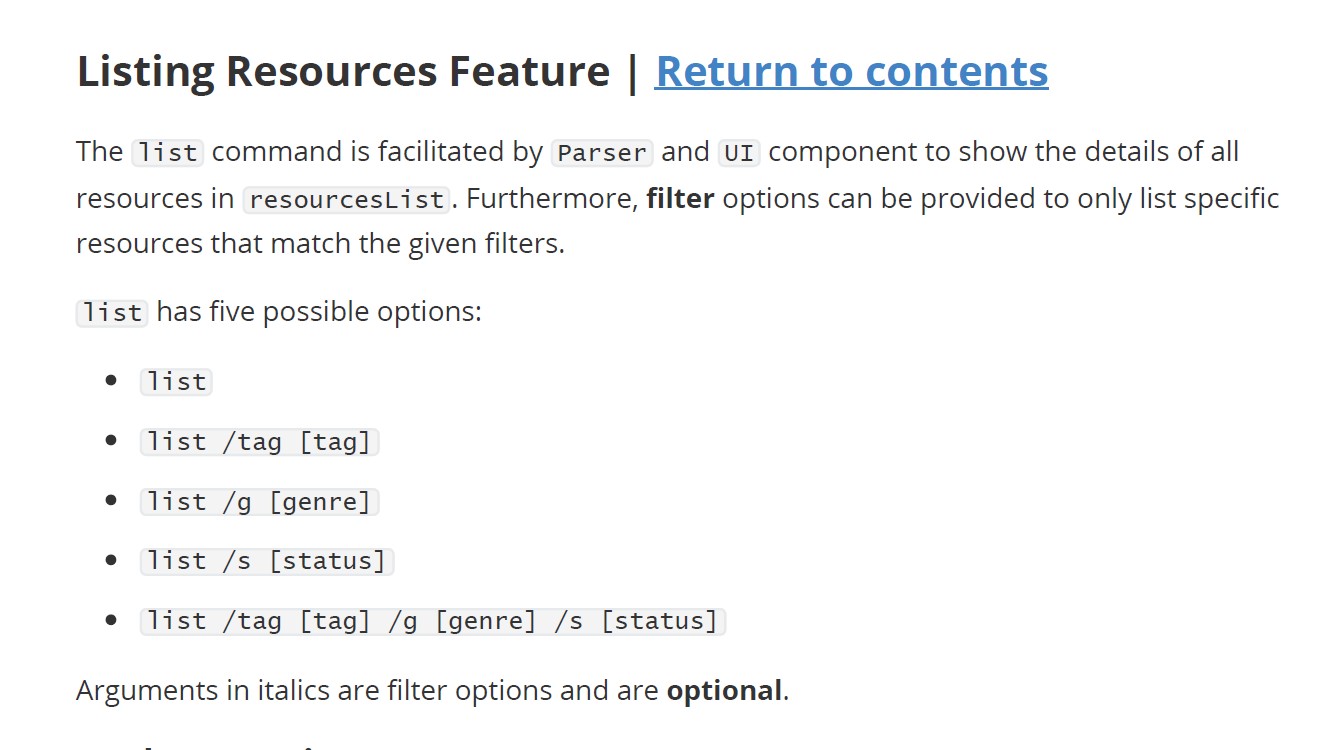 Listing Resources Feature | Return to contents
The list command is facilitated by Parser and UI component to show the details of all
resources in resourcesList. Furthermore, filter options can be provided to only list specific
resources that match the given filters.
list has five possible options:
• list
• list /tag [tag]
• list /g [genre]
• list /s [status]
• list /tag [tag] /g [genre] /s [status]
Arguments in italics are filter options and are optional.